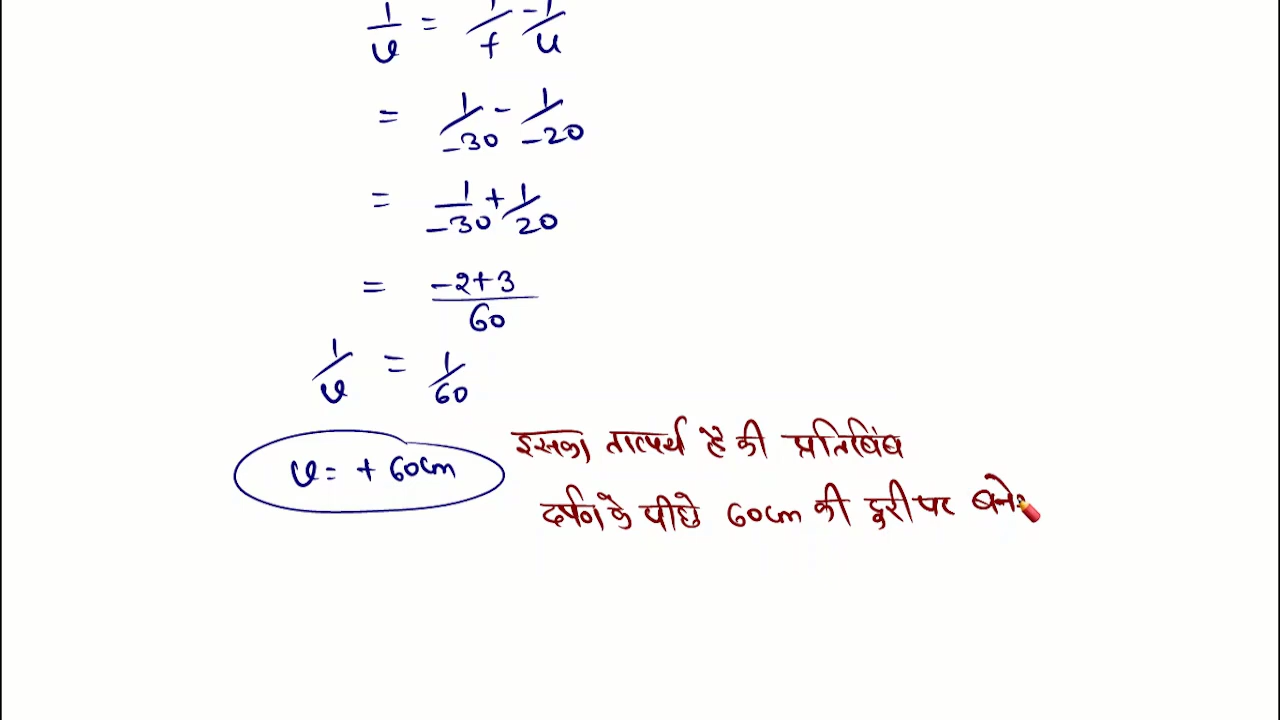 1/v = 1/f - 1/u
= 1/-30 - 1/-20
= 1/-30 + 1/20
= -2+3/60
1/v = 1/60
v = + 60cm
इसका तात्पर्य है की प्रतिबिंब
दर्पण के पीछे 60cm की दूरी पर बने